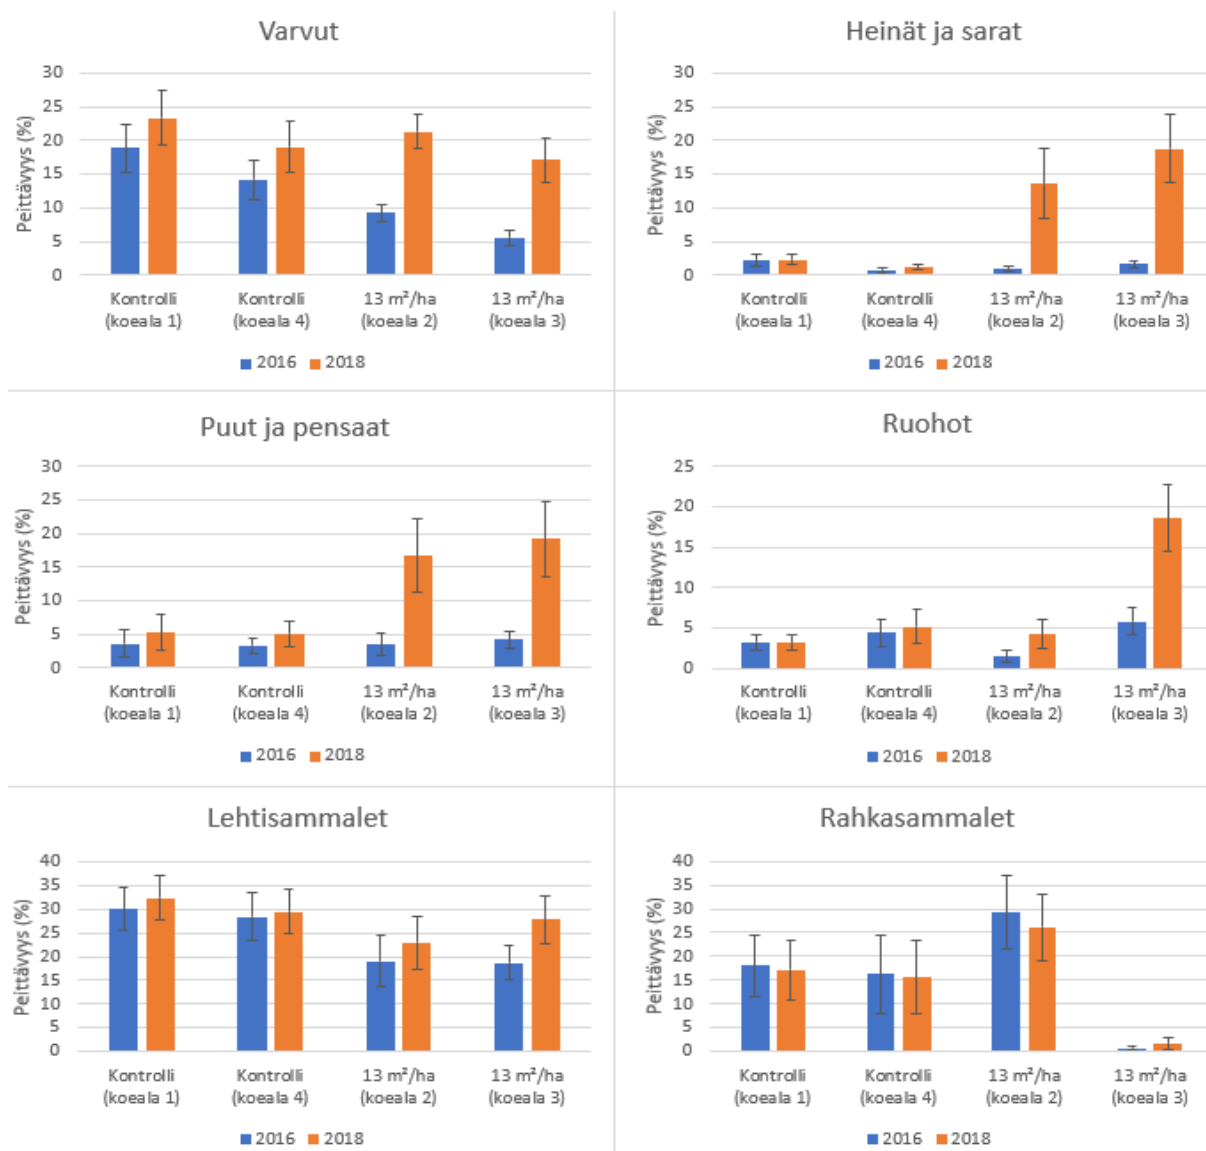 Varvut
Peittävyys (%)
30
25
20
15
10
5
0
Kontrolli (koeala 1)
Kontrolli (koeala 4)
13 m²/ha (koeala 2)
13 m²/ha (koeala 3)
2016 2018
Heinät ja sarat
Peittävyys (%)
30
25
20
15
10
5
0
Kontrolli (koeala 1)
Kontrolli (koeala 4)
13 m²/ha (koeala 2)
13 m²/ha (koeala 3)
2016 2018
Puut ja pensaat
Peittävyys (%)
30
25
20
15
10
5
0
Kontrolli (koeala 1)
Kontrolli (koeala 4)
13 m²/ha (koeala 2)
13 m²/ha (koeala 3)
2016 2018
Ruohot
Peittävyys (%)
25
20
15
10
5
0
Kontrolli (koeala 1)
Kontrolli (koeala 4)
13 m²/ha (koeala 2)
13 m²/ha (koeala 3)
2016 2018
Lehtisammalet
Peittävyys (%)
40
35
30
25
20
15
10
5
0
Kontrolli (koeala 1)
Kontrolli (koeala 4)
13 m²/ha (koeala 2)
13 m²/ha (koeala 3)
2016 2018
Rahkasammalet
Peittävyys (%)
40
35
30
25
20
15
10
5
0
Kontrolli (koeala 1)
Kontrolli (koeala 4)
13 m²/ha (koeala 2)
13 m²/ha (koeala 3)
2016 2018